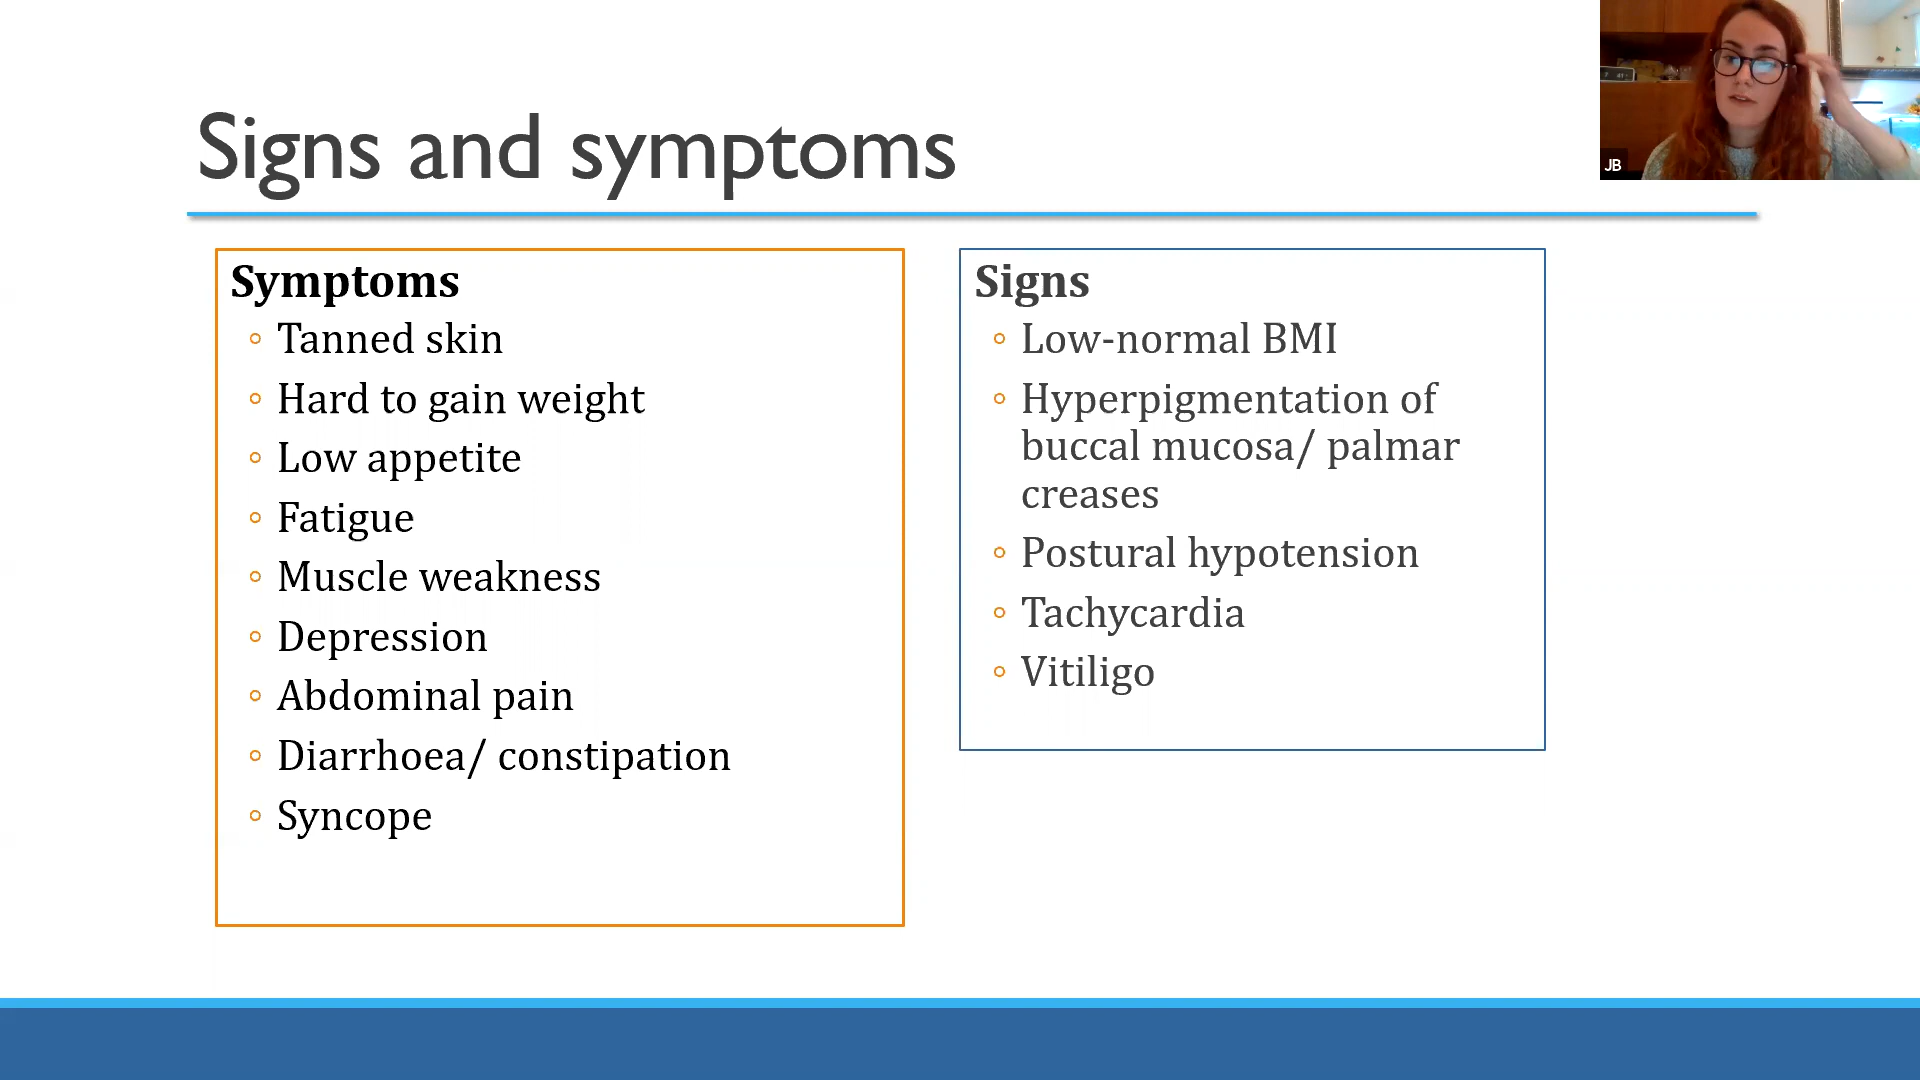 Signs and symptoms
JB
Symptoms
Tanned skin
Hard to gain weight
Low appetite
Fatigue
Muscle weakness
Depression
Abdominal pain
Diarrhoea/ constipation
Syncope
Signs
Low-normal BMI
Hyperpigmentation of
buccal mucosa/ palmar
creases
Postural hypotension
Tachycardia
Vitiligo